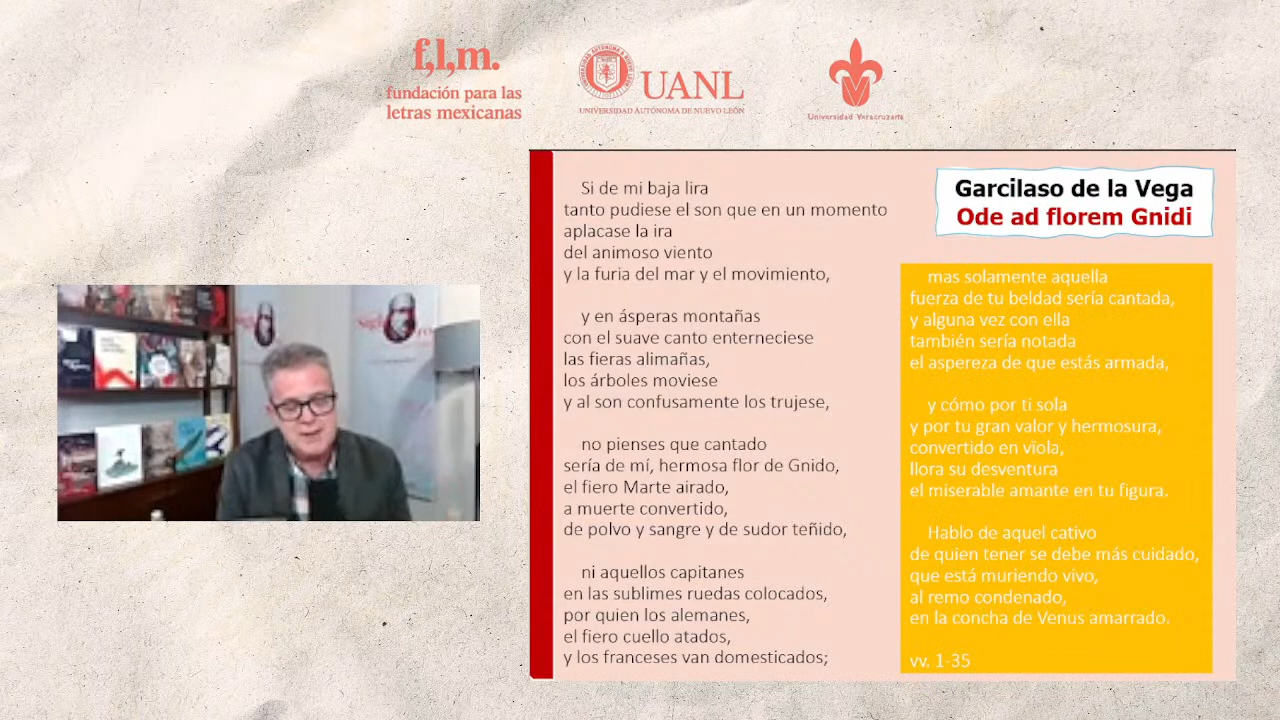 f,l,m.
fundación para las
letras mexicanas
UANL
UNIVERSIDAD AUTÓNOMA DE NUEVO LEÓN
Universidad Veracruzana
Garcilaso de la Vega
Ode ad florem Gnidi
Si de mi baja lira
tanto pudiese el son que en un momento
aplacase la ira
del animoso viento
y la furia del mar y el movimiento,
y en ásperas montañas
con el suave canto enterneciese
las fieras alimañas,
los árboles moviese
y al son confusamente los trujese,
no pienses que cantado
sería de mí, hermosa flor de Gnido,
el fiero Marte airado,
a muerte convertido,
de polvo y sangre y de sudor teñido,
ni aquellos capitanes
en las sublimes ruedas colocados,
por quien los alemanes,
el fiero cuello atados,
y los franceses van domesticados;
mas solamente aquella
fuerza de tu beldad sería cantada,
y alguna vez con ella
también sería notada
el aspereza de que estás armada,
y cómo por ti sola
y por tu gran valor y hermosura,
convertido en vïola,
llora su desventura
el miserable amante en tu figura.
Hablo de aquel cativo
de quien tener se debe más cuidado,
que está muriendo vivo,
al remo condenado,
en la concha de Venus amarrado.
vv. 1-35